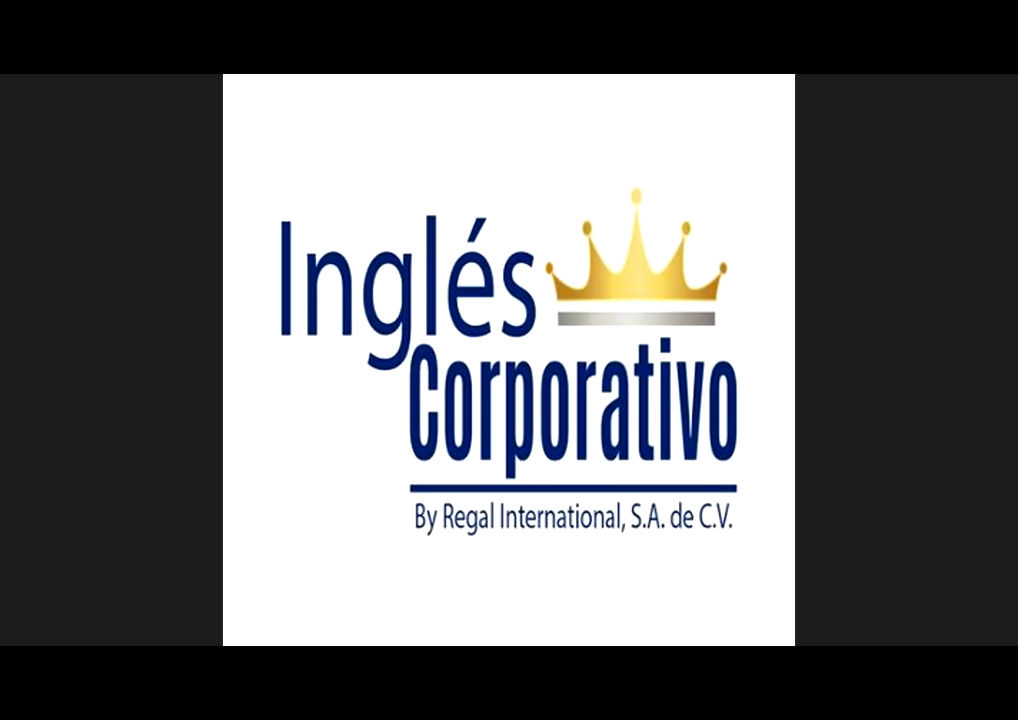 Inglés
Corporativo
By Regal International, S.A. de C.V.